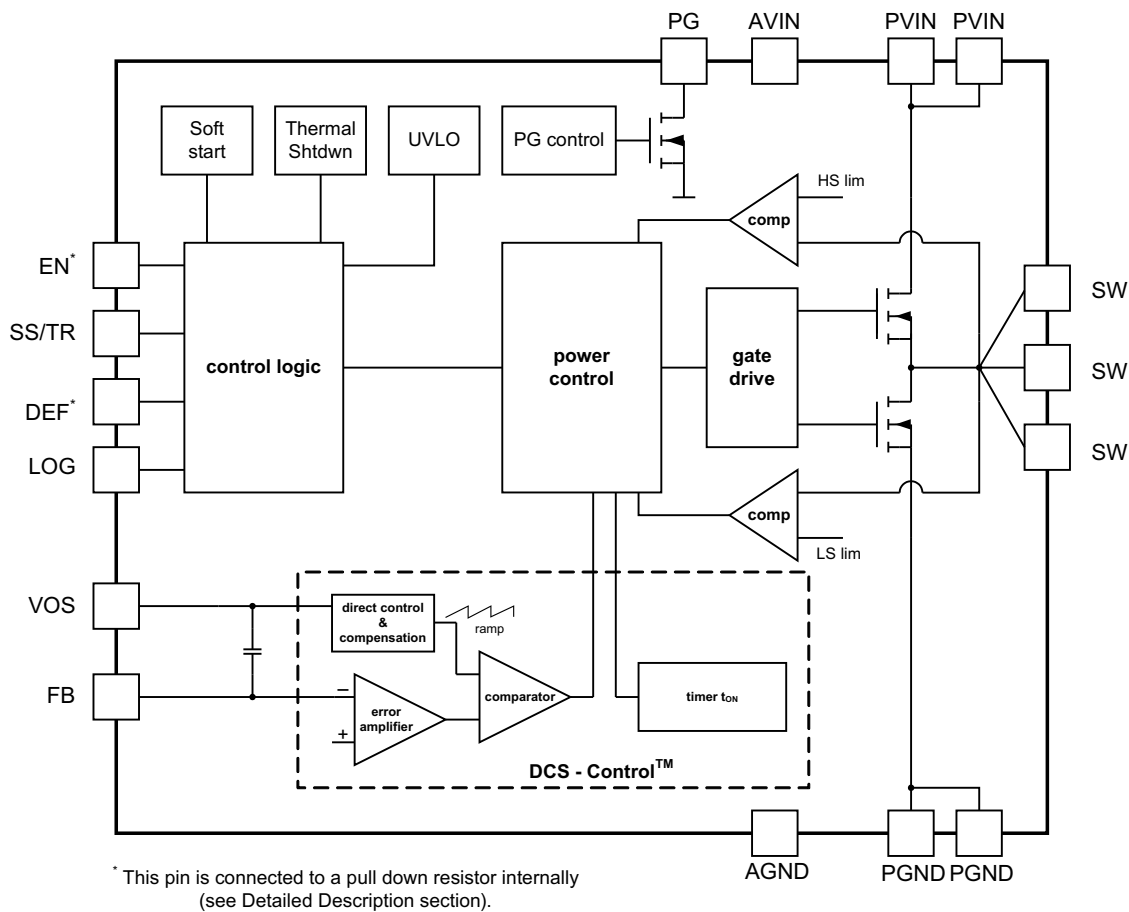 PG
AVIN
PVIN
PVIN
Soft
start
Thermal
Shtdwn
UVLO
PG control
HS lim
comp
EN*
SS/TR
DEF*
LOG
control logic
power
control
gate
drive
SW
SW
SW
comp
LS lim
VOS
FB
direct control
&
compensation
ramp
−
+
error
amplifier
comparator
timer tON
DCS - Control™
AGND
PGND
PGND
* This pin is connected to a pull down resistor internally
(see Detailed Description section).